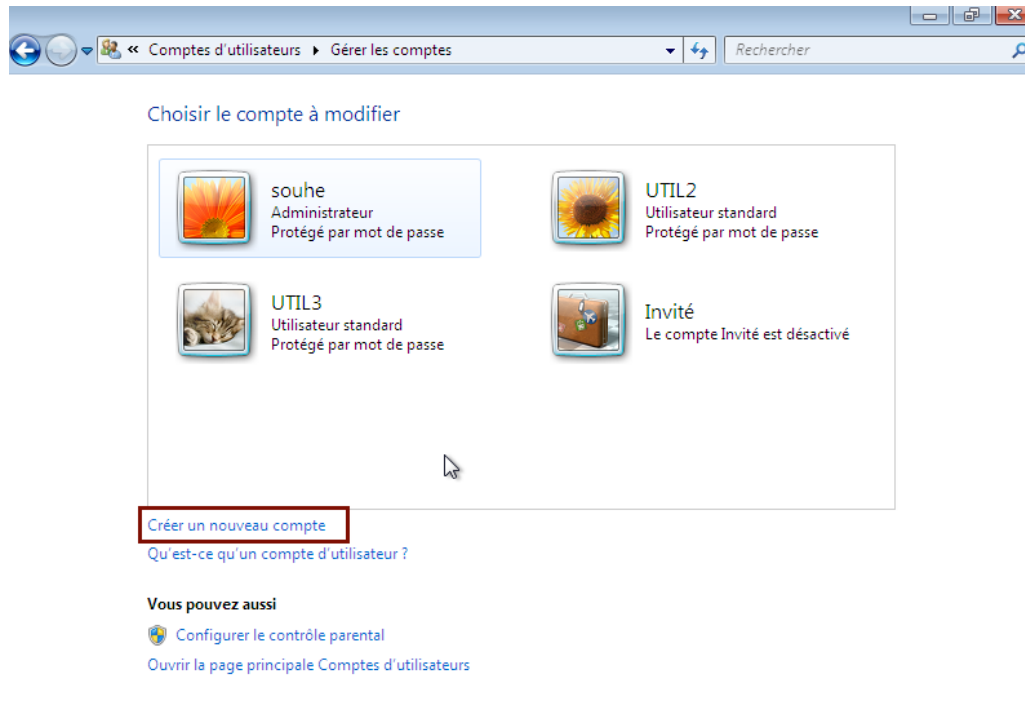 « Comptes d'utilisateurs ▸ Gérer les comptes
Rechercher
Choisir le compte à modifier
souhe
Administrateur
Protégé par mot de passe
UTIL2
Utilisateur standard
Protégé par mot de passe
UTIL3
Utilisateur standard
Protégé par mot de passe
Invité
Le compte Invité est désactivé
Créer un nouveau compte
Qu'est-ce qu'un compte d'utilisateur ?
Vous pouvez aussi
Configurer le contrôle parental
Ouvrir la page principale Comptes d'utilisateurs